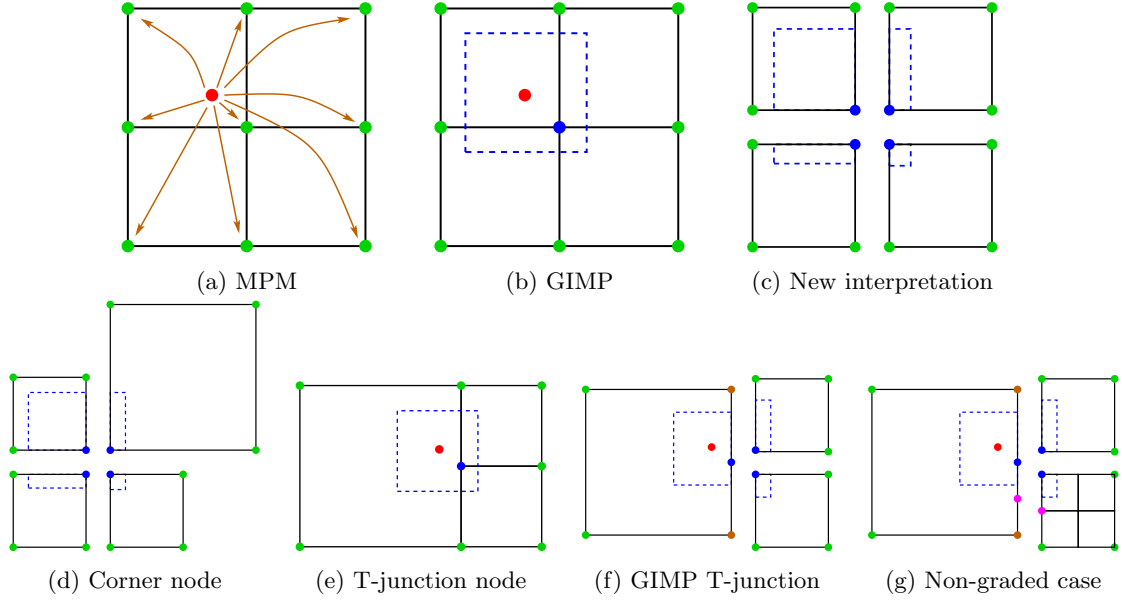 (a) MPM
(b) GIMP
(c) New interpretation
(d) Corner node
(e) T-junction node
(f) GIMP T-junction
(g) Non-graded case